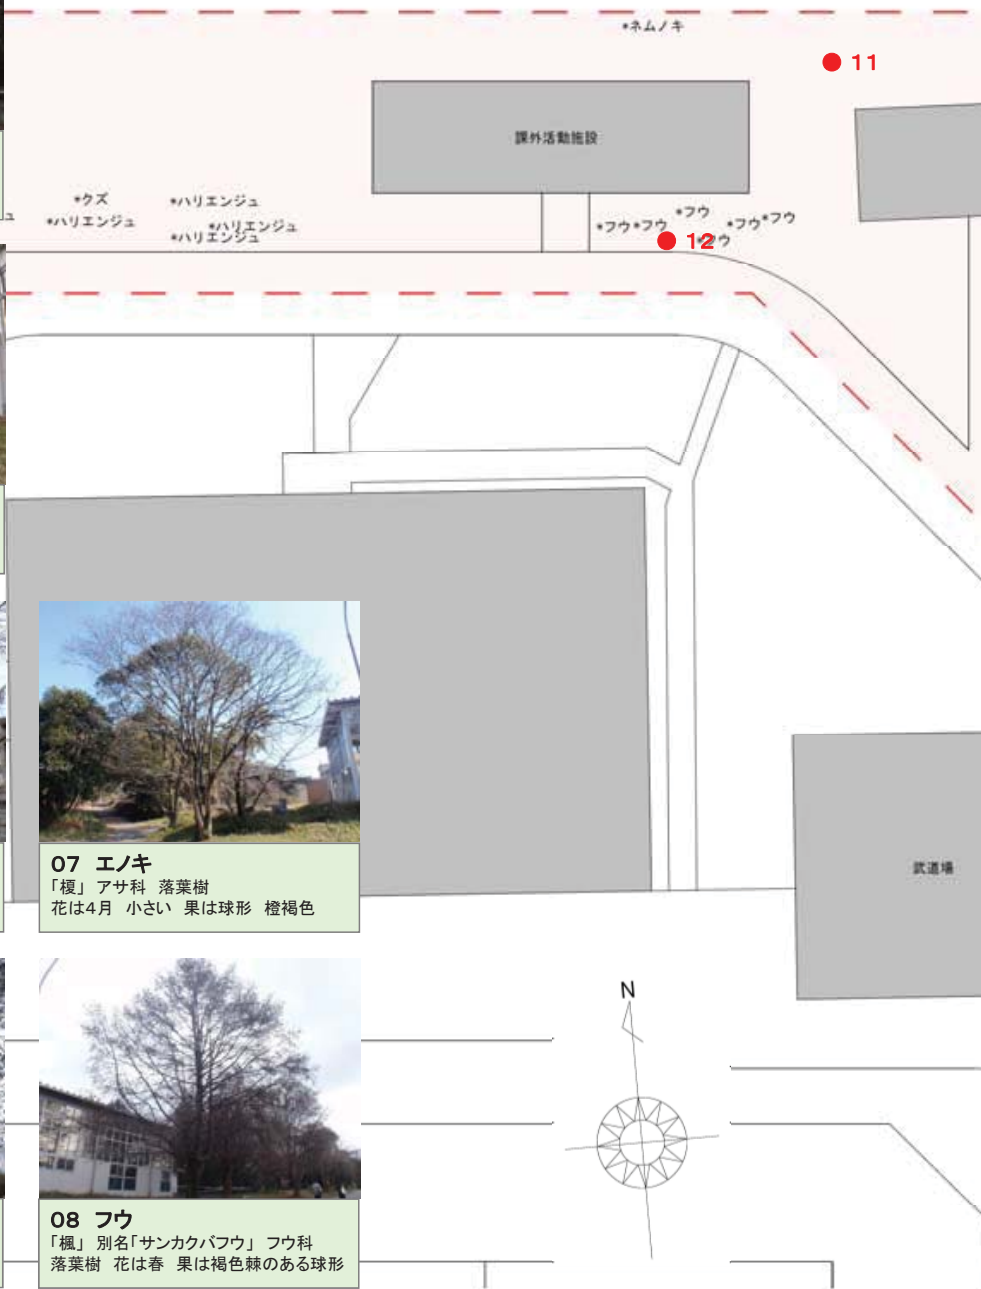 *ネムノキ
11
課外活動施設
*クズ
*ハリエンジュ
*ハリエンジュ
*ハリエンジュ
*ハリエンジュ
ュ
*フウ
*フウ
*フウ
*フウ
*フウ
*フウ
12
07 エノキ
「榎」 アサ科 落葉樹
花は4月 小さい 果は球形 橙褐色
武道場
N
08 フウ
「楓」 別名「サンカクバフウ」 フウ科
落葉樹 花は春 果は褐色棘のある球形